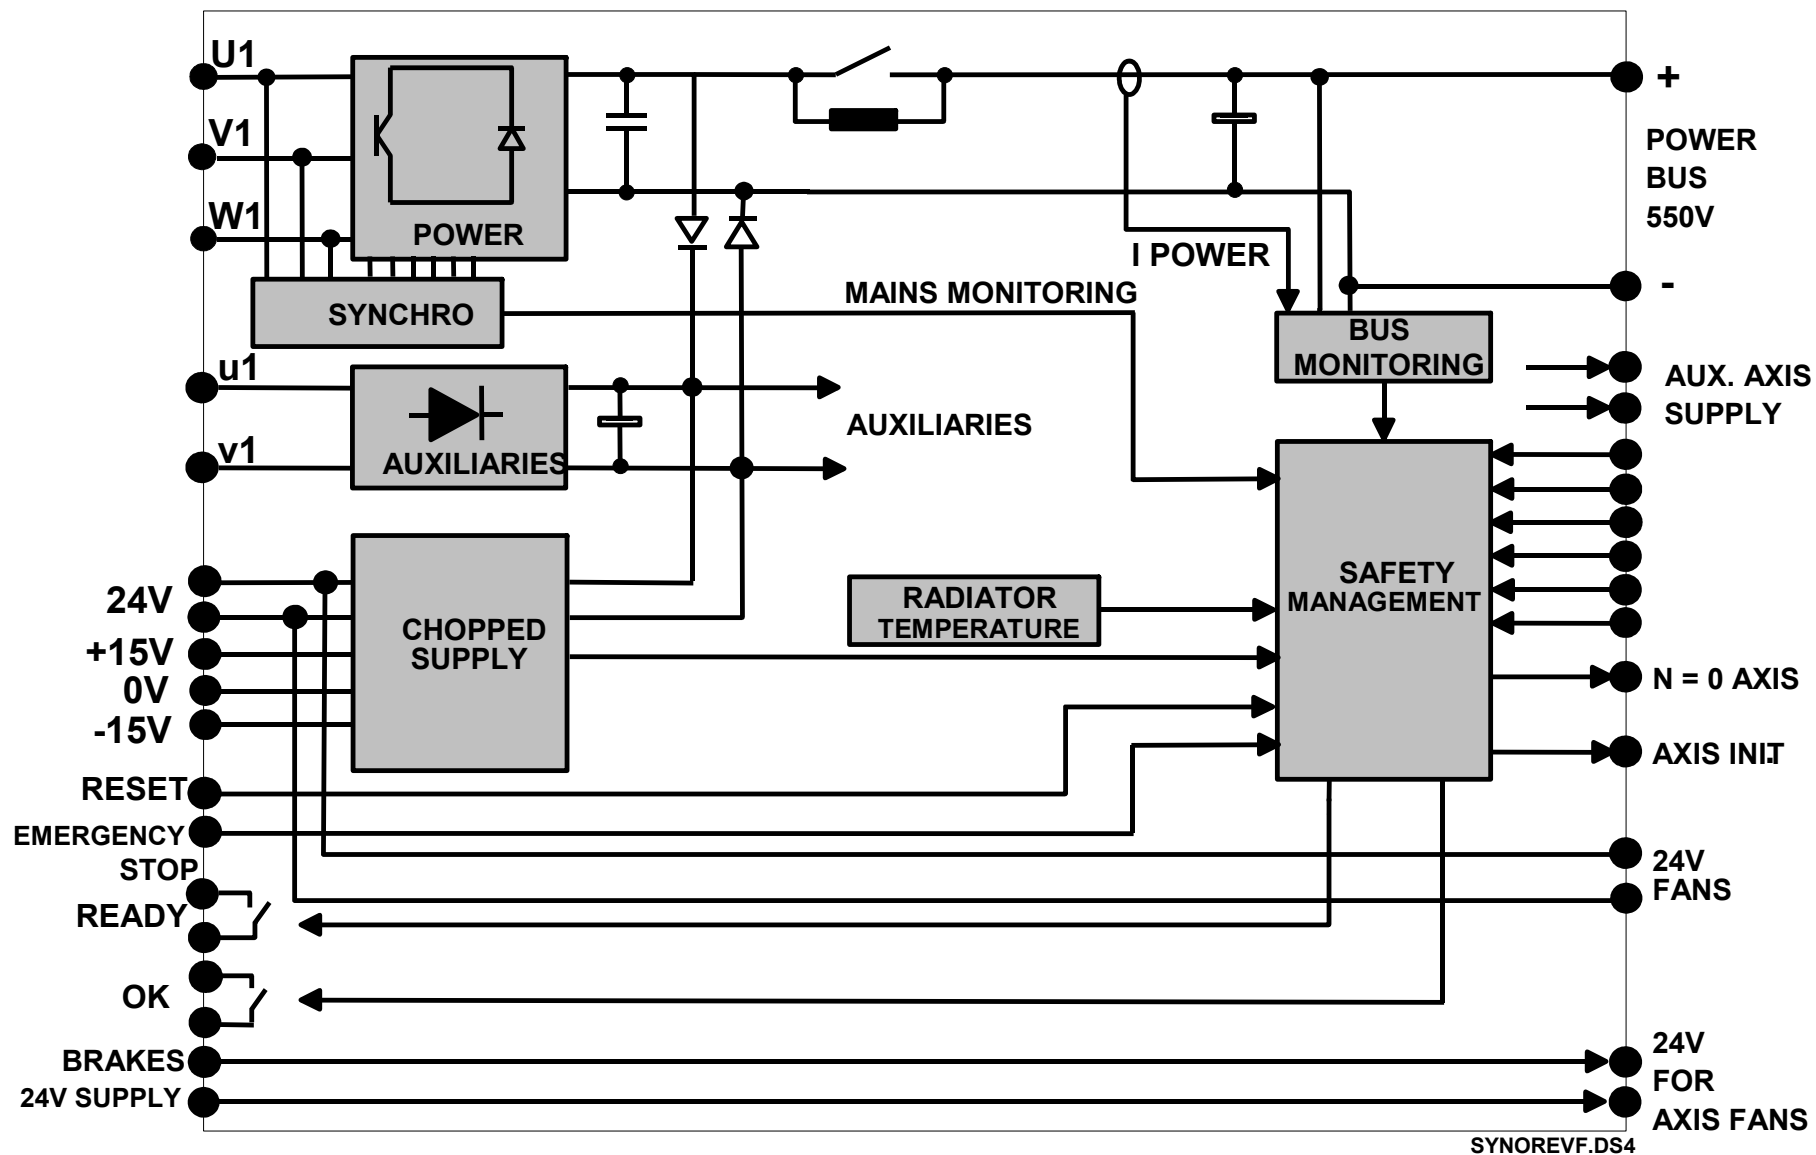 U1
V1
W1
POWER
SYNCHRO
+
POWER
BUS
550V
-
I POWER
MAINS MONITORING
BUS
MONITORING
u1
v1
AUXILIARIES
AUXILIARIES
AUX. AXIS
SUPPLY
24V
+15V
0V
-15V
CHOPPED
SUPPLY
RADIATOR
TEMPERATURE
SAFETY
MANAGEMENT
N = 0 AXIS
AXIS INI.T
RESET
EMERGENCY
STOP
READY
OK
BRAKES
24V SUPPLY
24V
FANS
24V
FOR
AXIS FANS
SYNOREVF.DS4